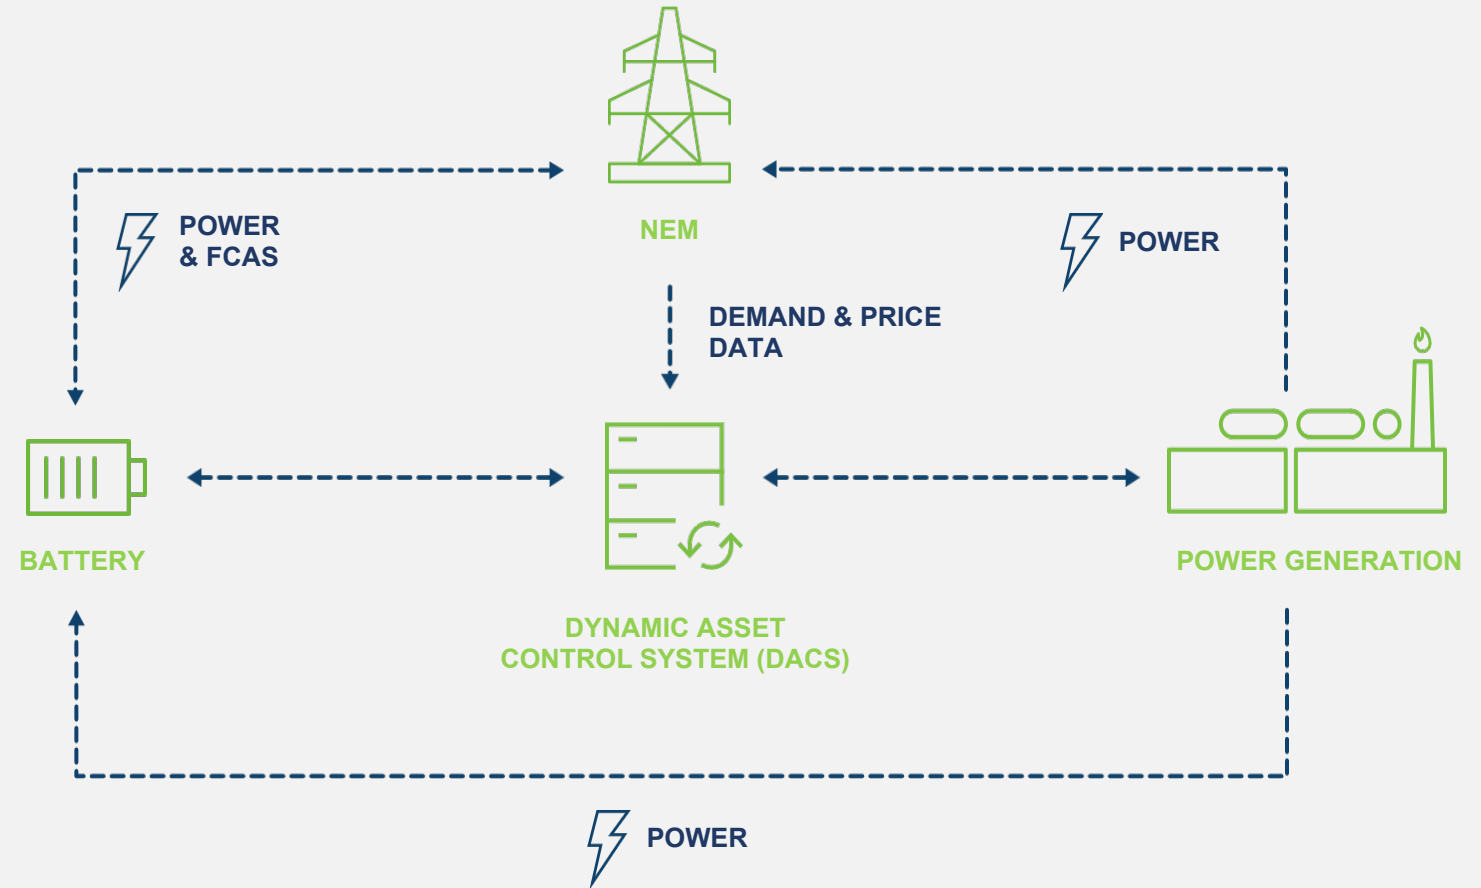 NEM
POWER
& FCAS
POWER
DEMAND & PRICE
DATA
BATTERY
POWER GENERATION
DYNAMIC ASSET
CONTROL SYSTEM (DACS)
POWER